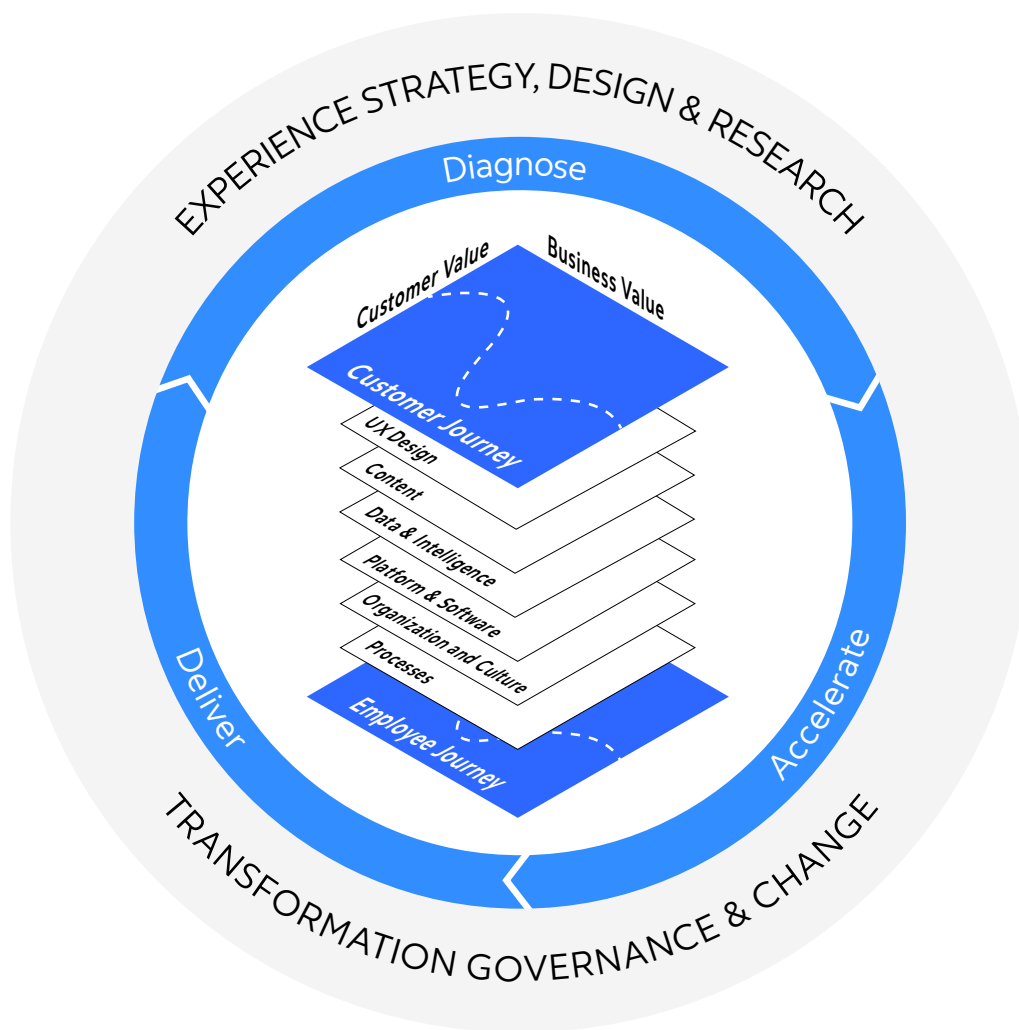 EXPERIENCE STRATEGY, DESIGN & RESEARCH
Diagnose
Customer Value
Business Value
Customer Journey
UX Design
Content
Data & Intelligence
Platform & Software
Organization and Culture
Processes
Employee Journey
Deliver
Accelerate
TRANSFORMATION GOVERNANCE & CHANGE